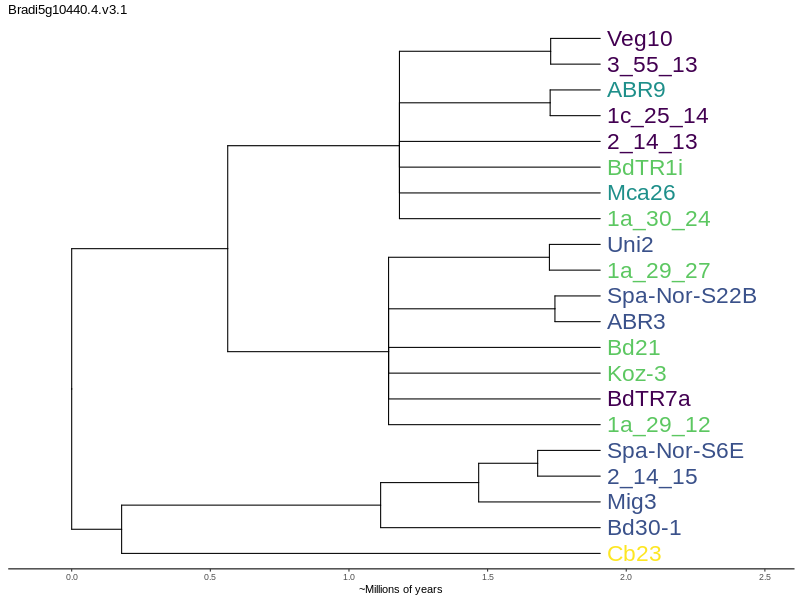 Bradi5g10440.4.v3.1
Veg10
3_55_13
ABR9
1c_25_14
2_14_13
BdTR1i
Mca26
1a_30_24
Uni2
1a_29_27
Spa-Nor-S22B
ABR3
Bd21
Koz-3
BdTR7a
1a_29_12
Spa-Nor-S6E
2_14_15
Mig3
Bd30-1
Cb23
0.0 0.5 1.0 1.5 2.0 2.5
~Millions of years